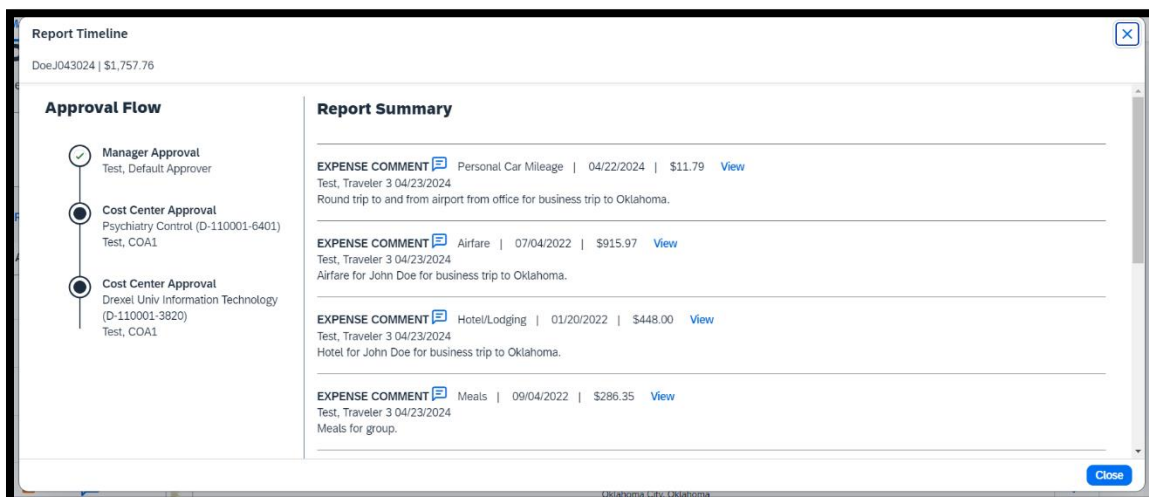 Report Timeline
DoeJ043024 | $1,757.76
Approval Flow
Manager Approval
Test, Default Approver
Cost Center Approval
Psychiatry Control (D-110001-6401)
Test, COA1
Cost Center Approval
Drexel Univ Information Technology
(D-110001-3820)
Test, COA1
Report Summary
EXPENSE COMMENT Personal Car Mileage | 04/22/2024 | $11.79 View
Test, Traveler 3 04/23/2024
Round trip to and from airport from office for business trip to Oklahoma.
EXPENSE COMMENT Airfare | 07/04/2022 | $915.97 View
Test, Traveler 3 04/23/2024
Airfare for John Doe for business trip to Oklahoma.
EXPENSE COMMENT Hotel/Lodging | 01/20/2022 | $448.00 View
Test, Traveler 3 04/23/2024
Hotel for John Doe for business trip to Oklahoma.
EXPENSE COMMENT Meals | 09/04/2022 | $286.35 View
Test, Traveler 3 04/23/2024
Meals for group.
Close
Oklahoma City, Oklahoma